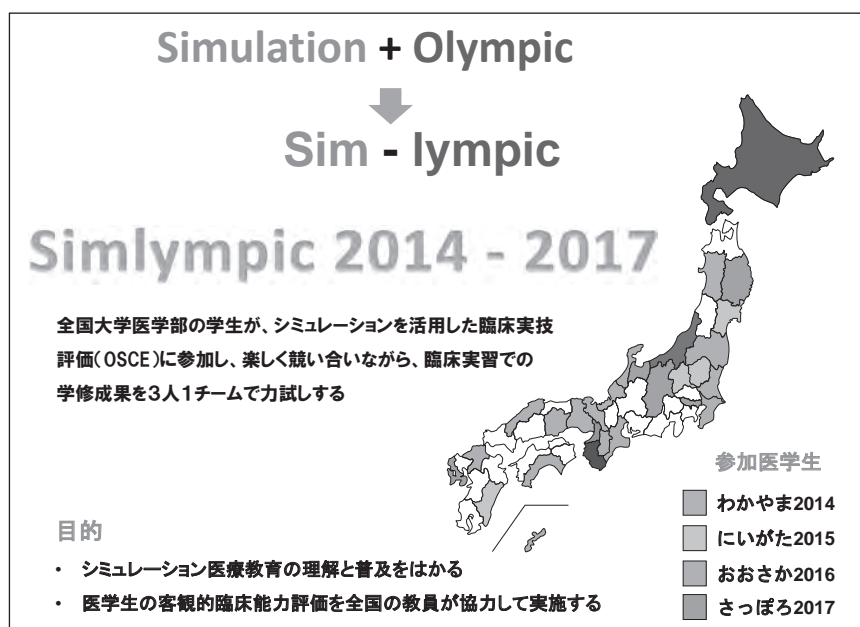 Simulation + Olympic
Sim - lympic
Simlympic 2014 - 2017
全国大学医学部の学生が、シミュレーションを活用した臨床実技
評価(OSCE)に参加し、楽しく競い合いながら、臨床実習での
学修成果を3人1チームで力試しする
参加医学生
わかやま2014
にいがた2015
おおさか2016
さっぽろ2017
目的
・ シミュレーション医療教育の理解と普及をはかる
・ 医学生の客観的臨床能力評価を全国の教員が協力して実施する